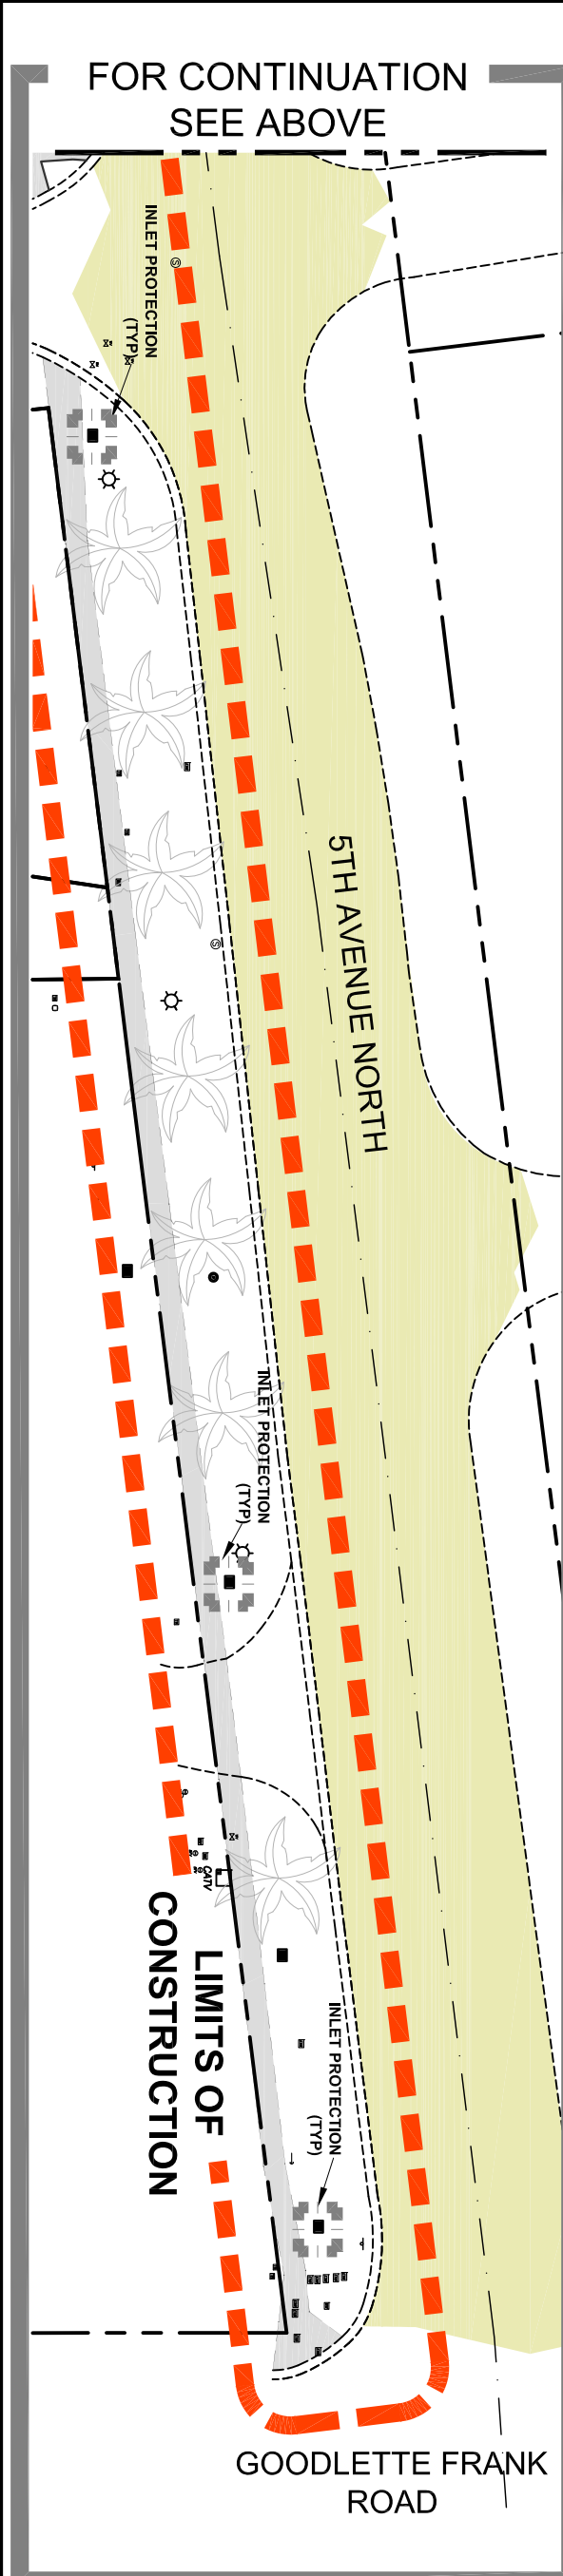 FOR CONTINUATION
SEE ABOVE
INLET PROTECTION
(TYP)
5TH AVENUE NORTH
INLET PROTECTION
(TYP)
CATV
LIMITS OF
CONSTRUCTION
INLET PROTECTION
(TYP)
GOODLETTE FRANK
ROAD